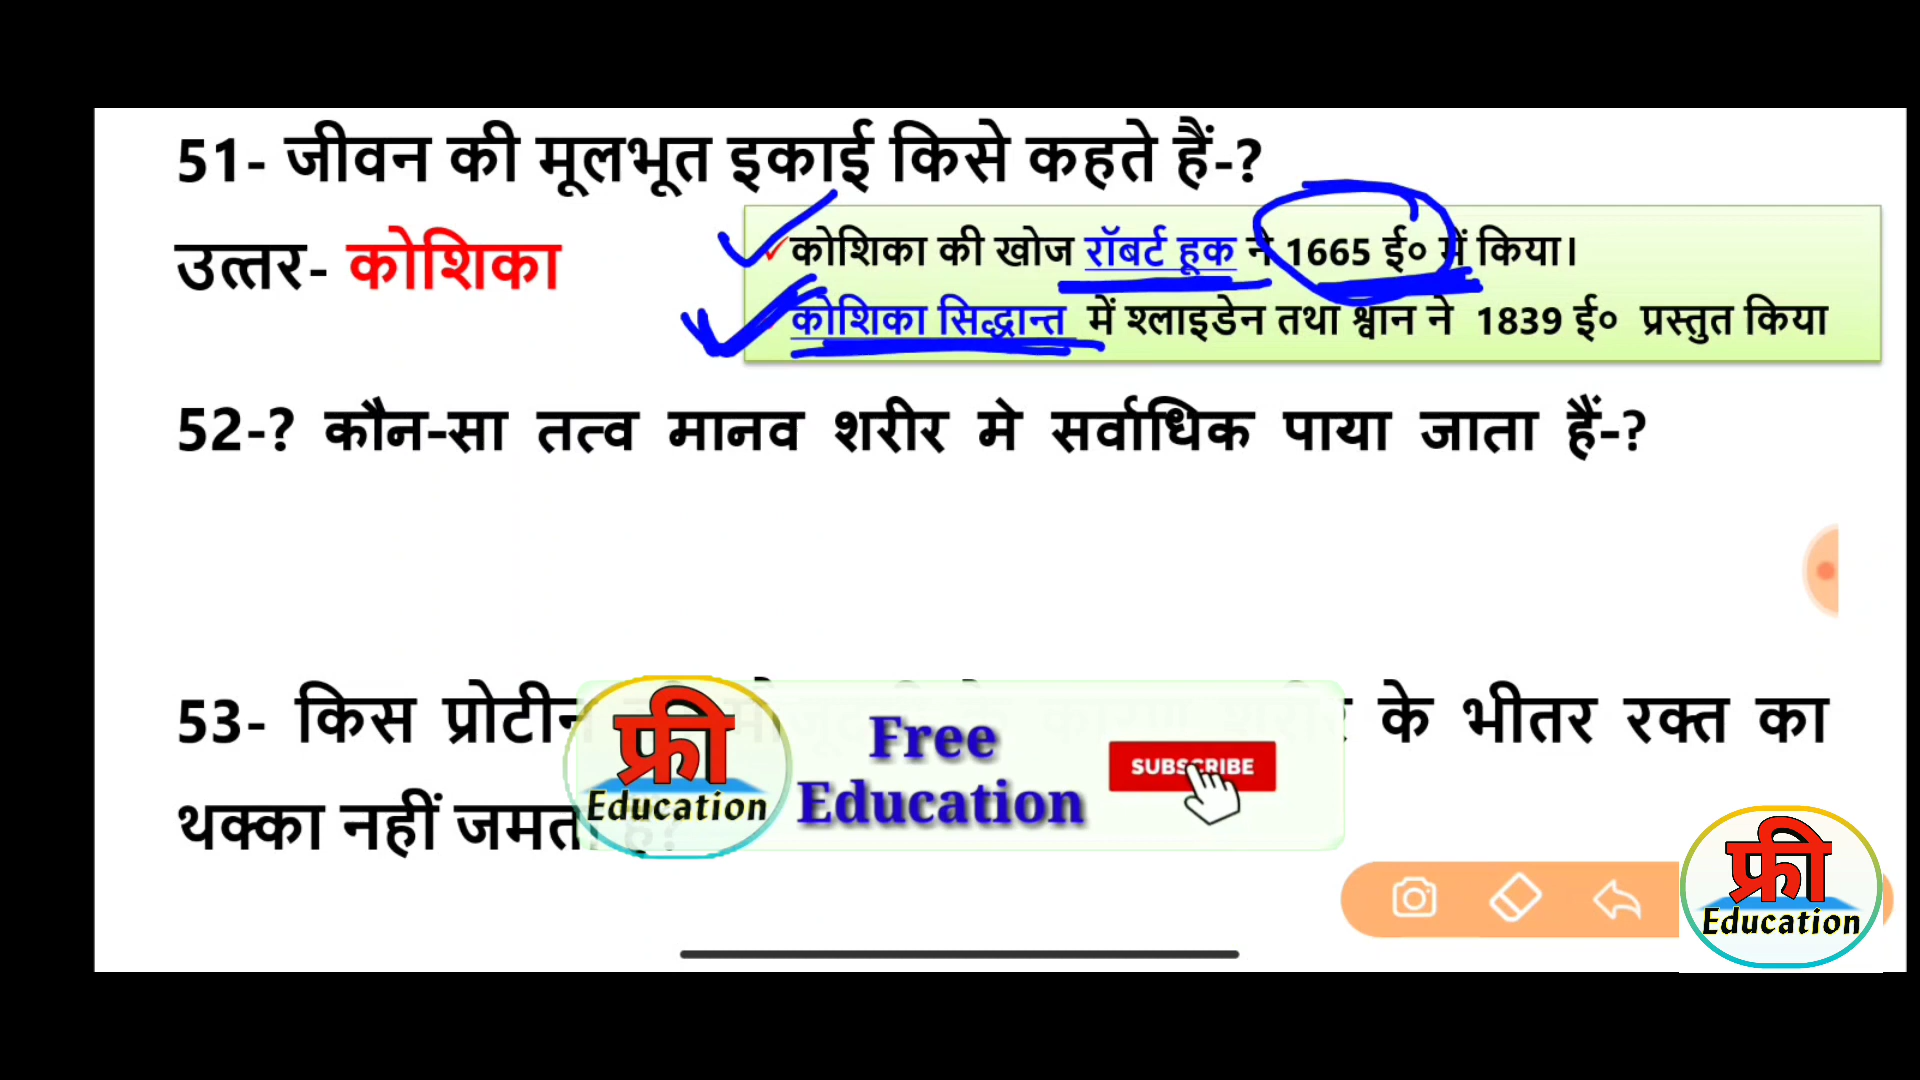 51- जीवन की मूलभूत इकाई किसे कहते हैं-?
उत्तर- कोशिका
कोशिका की खोज रॉबर्ट हूक ने 1665 ई० में किया।
कोशिका सिद्धान्त में श्लाइडेन तथा श्वान ने 1839 ई० प्रस्तुत किया
52-? कौन-सा तत्व मानव शरीर मे सर्वाधिक पाया जाता हैं-?
53- किस प्रोटीन के भीतर रक्त का
थक्का नहीं जमता है?
फ्री
Education
Free
Education
SUBSCRIBE
फ्री
Education